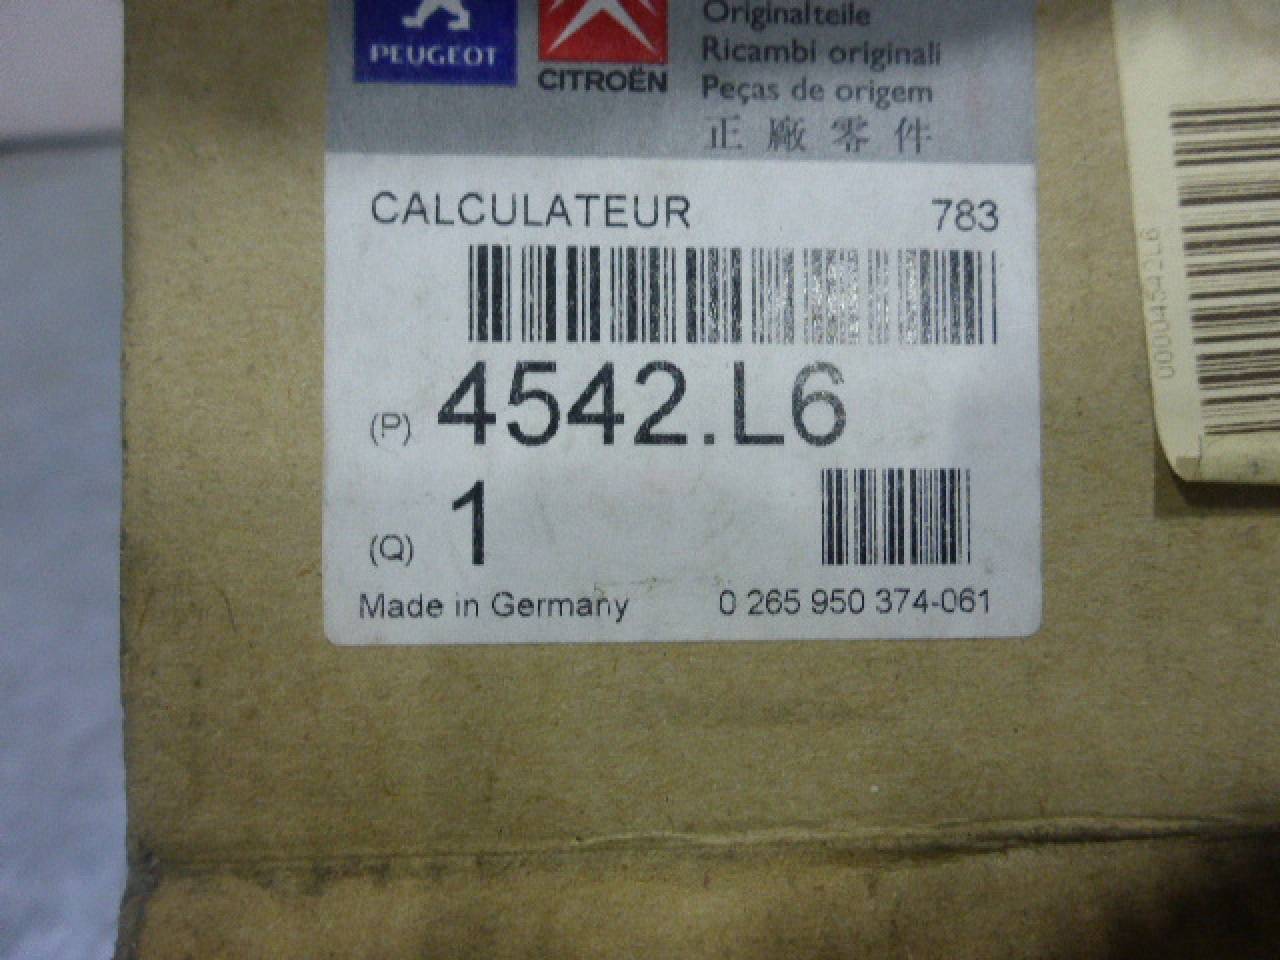 PEUGEOT
CITROËN
Originalteile
Ricambi originali
Peças de origem
正廠零件
CALCULATEUR 783
(P) 4542.L6
(Q) 1
Made in Germany 0 265 950 374-061
00004542L6